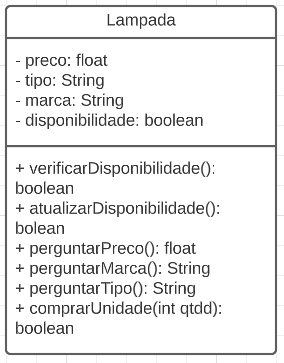 Lampada
- preco: float
- tipo: String
- marca: String
- disponibilidade: boolean
+ verificarDisponibilidade():
boolean
+ atualizarDisponibilidade():
bolean
+ perguntarPreco(): float
+ perguntarMarca(): String
+ perguntarTipo(): String
+ comprarUnidade(int qtdd):
boolean